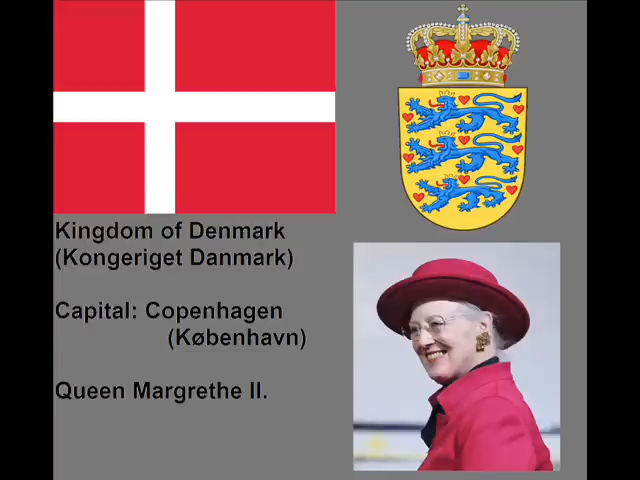 Kingdom of Denmark
(Kongeriget Danmark)
Capital: Copenhagen
(København)
Queen Margrethe II.